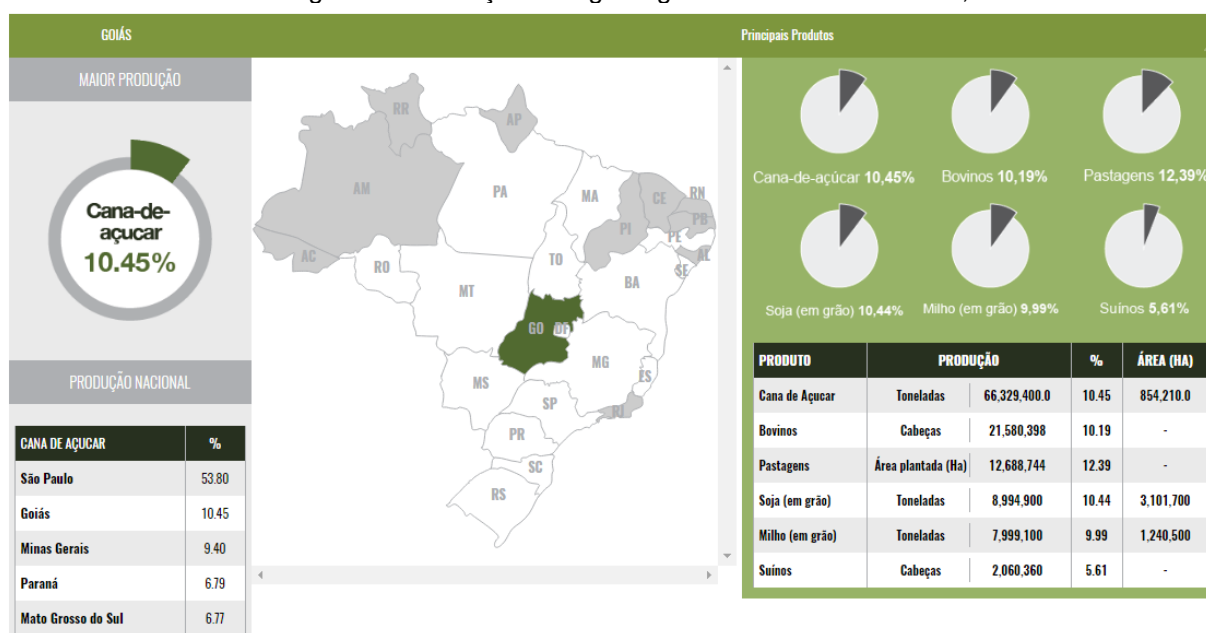 GOIÁS
Principais Produtos
MAIOR PRODUÇÃO
Cana-de-
açucar
10.45%
PRODUÇÃO NACIONAL
CANA DE AÇUCAR %
São Paulo 53.80
Goiás 10.45
Minas Gerais 9.40
Paraná 6.79
Mato Grosso do Sul 6.77
RR
AP
AM
PA
MA
CE
RN
PB
PI
PE
AL
AC
RO
TO
SE
BA
MT
GO
DF
MG
ES
MS
SP
RJ
PR
SC
RS
Cana-de-açúcar 10,45%
Bovinos 10,19%
Pastagens 12,39%
Soja (em grão) 10,44%
Milho (em grão) 9,99%
Suínos 5,61%
PRODUTO PRODUÇÃO % ÁREA (HA)
Cana de Açucar Toneladas 66,329,400.0 10.45 854,210.0
Bovinos Cabeças 21,580,398 10.19 -
Pastagens Área plantada (Ha) 12,688,744 12.39 -
Soja (em grão) Toneladas 8,994,900 10.44 3,101,700
Milho (em grão) Toneladas 7,999,100 9.99 1,240,500
Suínos Cabeças 2,060,360 5.61 -